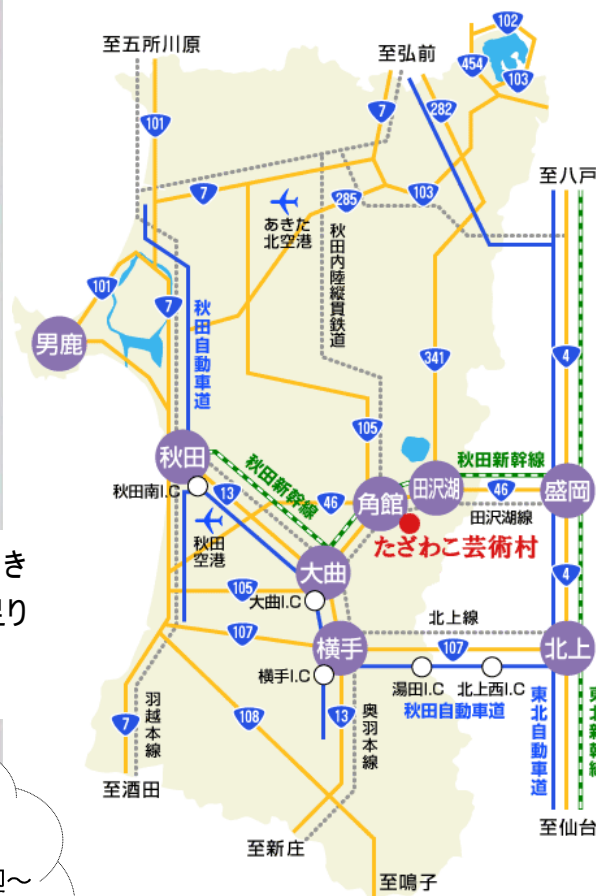 102
至五所川原
至弘前
454
103
7
282
101
至八戸
7
285
103
あきた
北空港
秋田内陸縦貫鉄道
101
7
秋田自動車道
男鹿
341
4
105
秋田
秋田新幹線
秋田新幹線
秋田南I.C
13
46
角館
田沢湖
46
盛岡
田沢湖線
秋田
空港
たざわこ芸術村
き
大曲
4
105
大曲I.C
り
北上線
107
横手
107
北上
横手I.C
湯田I.C
北上西I.C
秋田自動車道
7
羽越本線
108
13
奥羽本線
東北自動車道
東北新幹線
至酒田
至仙台
至新庄
至鳴子
～